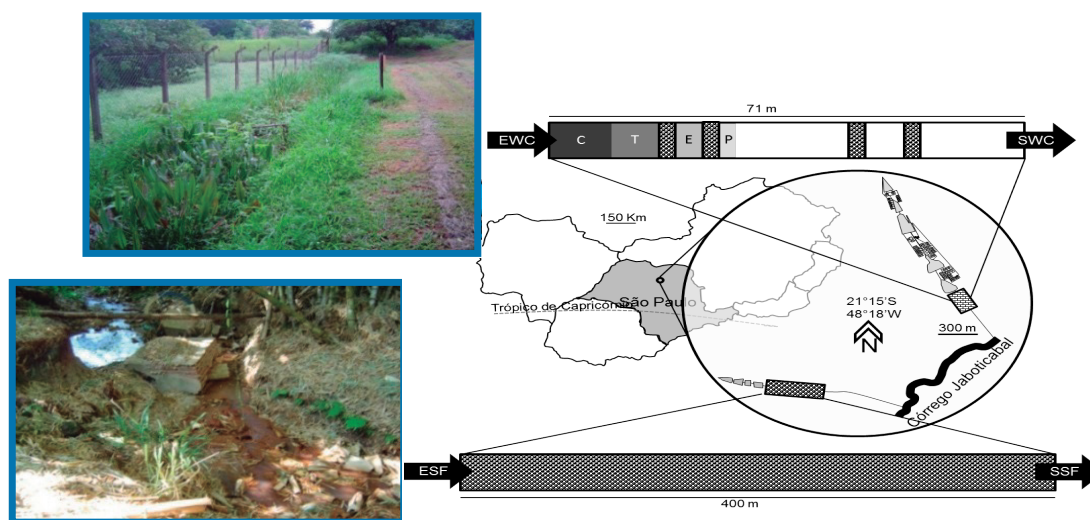 71 m
EWC
C
T
E
P
SWC
150 Km
São Paulo
Trópico de Capricórnio
21°15'S
48°18'W
N
300 m
Córrego Jaboticabal
ESF
SSF
400 m